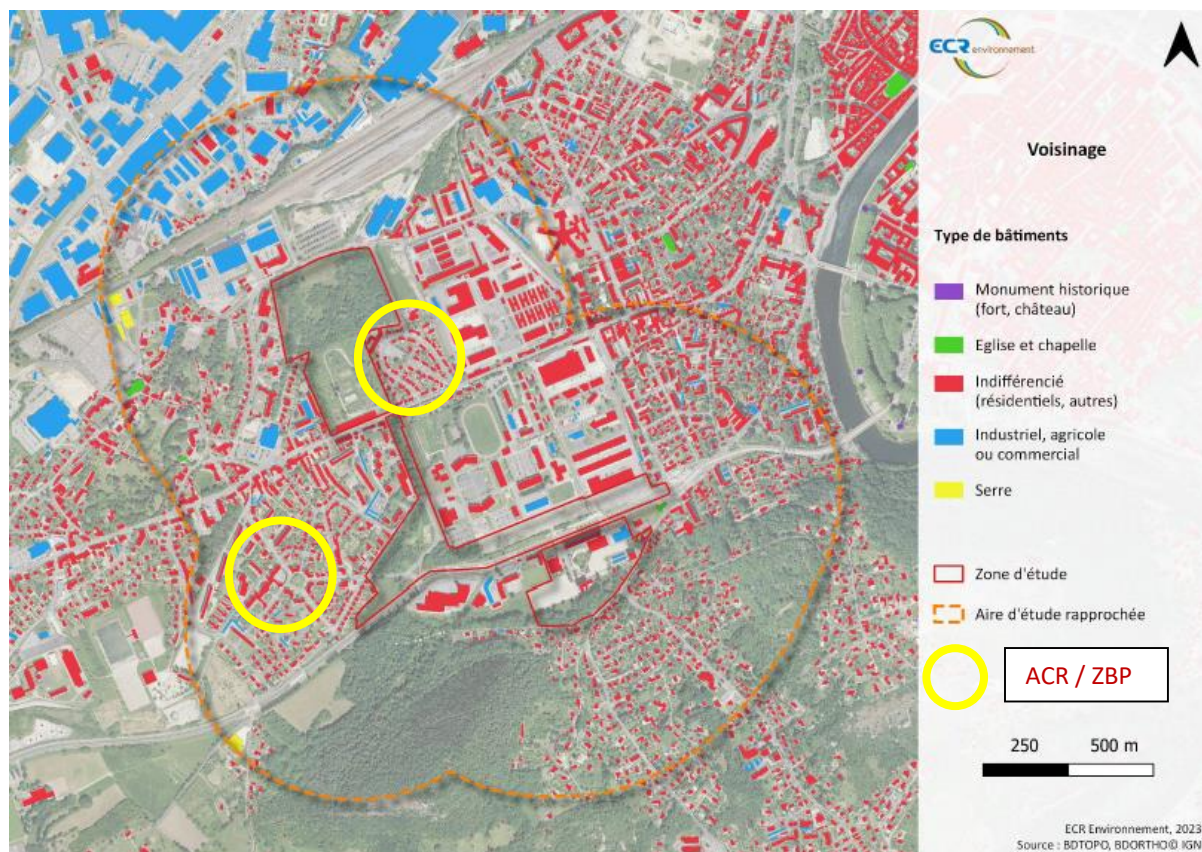 ECR environnement
Voisinage
Type de bâtiments
Monument historique
(fort, château)
Eglise et chapelle
Indifférencié
(résidentiels, autres)
Industriel, agricole
ou commercial
Serre
Zone d'étude
Aire d'étude rapprochée
ACR / ZBP
250 500 m
ECR Environnement, 2023
Source : BDTOPO, BDORTHO© IGN